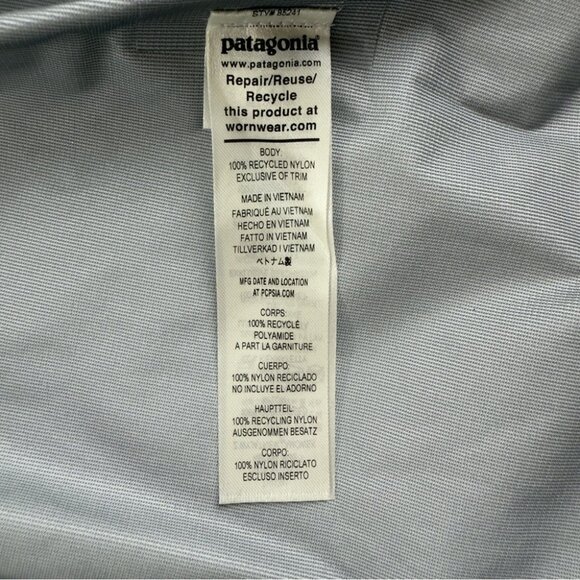 STY# 85241
patagonia®
www.patagonia.com
Repair/Reuse/
Recycle
this product at
wornwear.com
BODY:
100% RECYCLED NYLON
EXCLUSIVE OF TRIM
MADE IN VIETNAM
FABRIQUÉ AU VIETNAM
HECHO EN VIETNAM
FATTO IN VIETNAM
TILLVERKAD I VIETNAM
ベトナム製
MFG DATE AND LOCATION
AT PCPSIA.COM
CORPS:
100% RECYCLÉ
POLYAMIDE
A PART LA GARNITURE
CUERPO:
100% NYLON RECICLADO
NO INCLUYE EL ADORNO
HAUPTTEIL:
100% RECYCLING NYLON
AUSGENOMMEN BESATZ
CORPO:
100% NYLON RICICLATO
ESCLUSO INSERTO